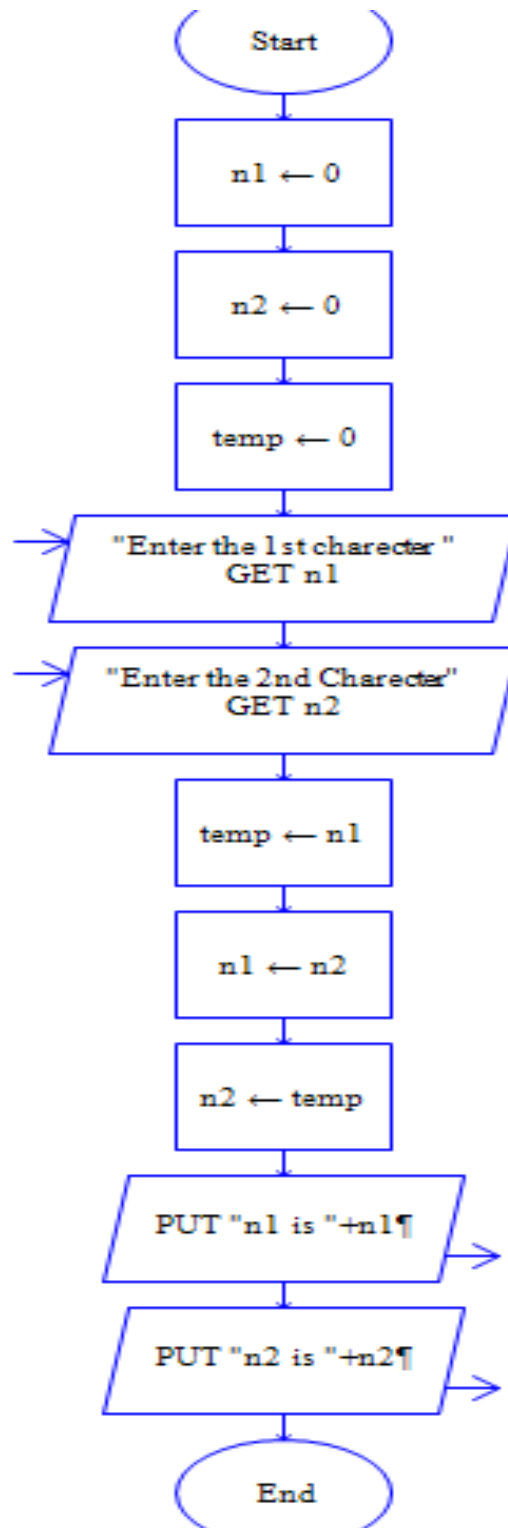 Start
n1 ← 0
n2 ← 0
temp ← 0
"Enter the 1st charecter "
GET n1
"Enter the 2nd Charecter"
GET n2
temp ← n1
n1 ← n2
n2 ← temp
PUT "n1 is "+n1¶
PUT "n2 is "+n2¶
End